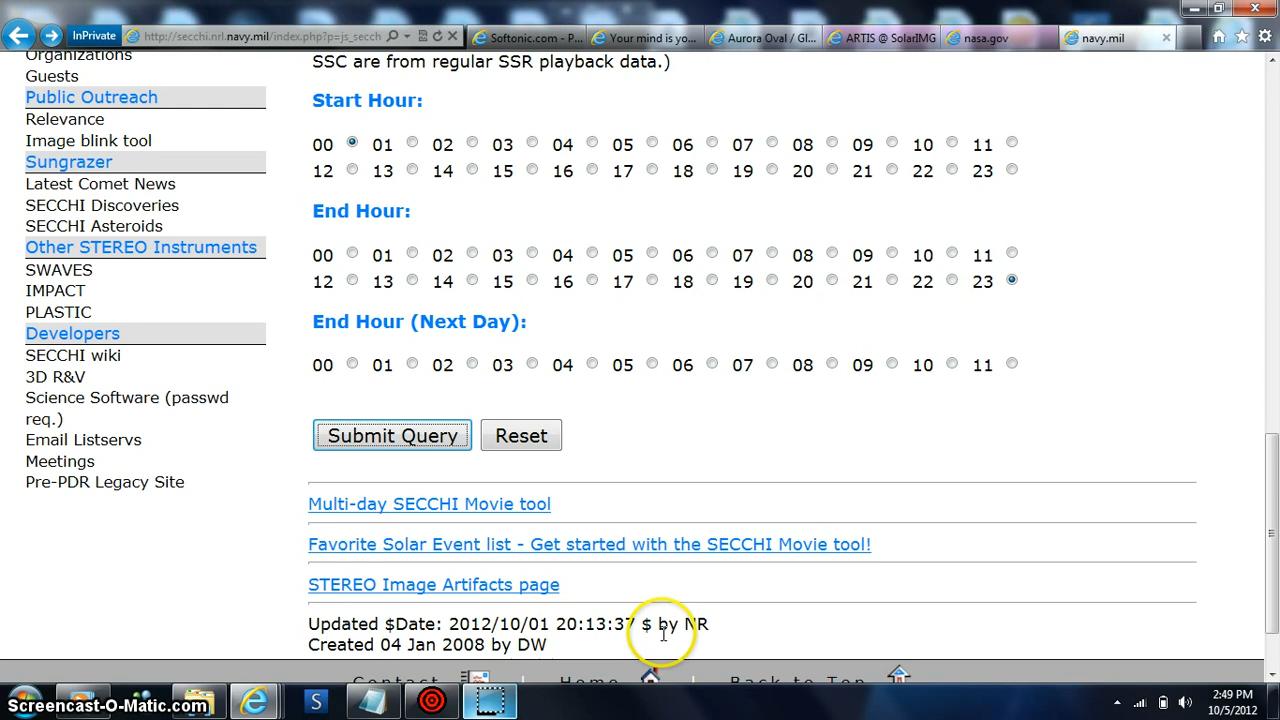 InPrivate
http://secchi.nrl.navy.mil/index.php?p=js_secch
Softonic.com - P...
Your mind is yo...
Aurora Oval / Gl...
ARTIS @ SolarIMG
nasa.gov
navy.mil
Organizations
Guests
Public Outreach
Relevance
Image blink tool
Sungrazer
Latest Comet News
SECCHI Discoveries
SECCHI Asteroids
Other STEREO Instruments
SWAVES
IMPACT
PLASTIC
Developers
SECCHI wiki
3D R&V
Science Software (passwd
req.)
Email Listservs
Meetings
Pre-PDR Legacy Site
SSC are from regular SSR playback data.)
Start Hour:
00 01 02 03 04 05 06 07 08 09 10 11
12 13 14 15 16 17 18 19 20 21 22 23
End Hour:
00 01 02 03 04 05 06 07 08 09 10 11
12 13 14 15 16 17 18 19 20 21 22 23
End Hour (Next Day):
00 01 02 03 04 05 06 07 08 09 10 11
Submit Query Reset
Multi-day SECCHI Movie tool
Favorite Solar Event list - Get started with the SECCHI Movie tool!
STEREO Image Artifacts page
Updated $Date: 2012/10/01 20:13:37 $ by NR
Created 04 Jan 2008 by DW
Contact | Home | Back to Top
S
Screencast-O-Matic.com
2:49 PM
10/5/2012